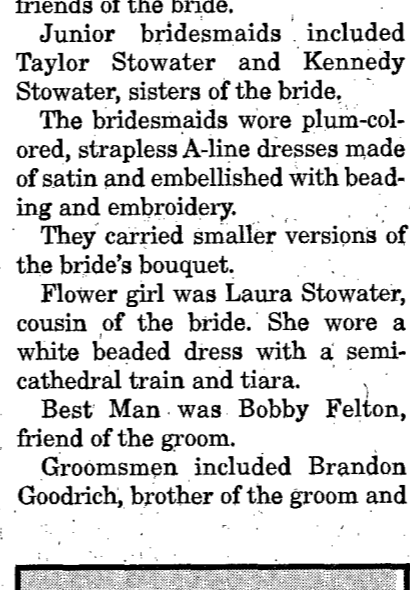 friends of the bride.
Junior bridesmaids included
Taylor Stowater and Kennedy
Stowater, sisters of the bride.
The bridesmaids wore plum-col-
ored, strapless A-line dresses made
of satin and embellished with bead-
ing and embroidery.
They carried smaller versions of
the bride's bouquet.
Flower girl was Laura Stowater,
cousin of the bride. She wore a
white beaded dress with a semi-
cathedral train and tiara.
Best Man was Bobby Felton,
friend of the groom.
Groomsmen included Brandon
Goodrich, brother of the groom and